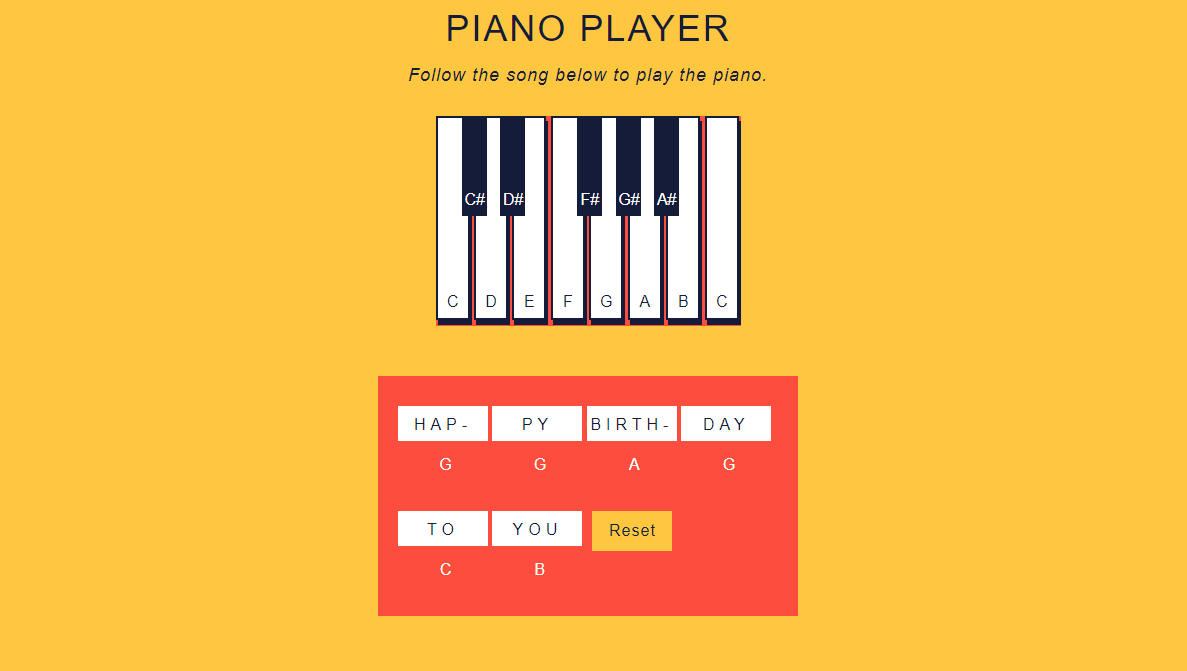 PIANO PLAYER
Follow the song below to play the piano.
C# D# F# G# A#
C D E F G A B C
HAP- PY BIRTH- DAY
G G A G
TO YOU Reset
C B